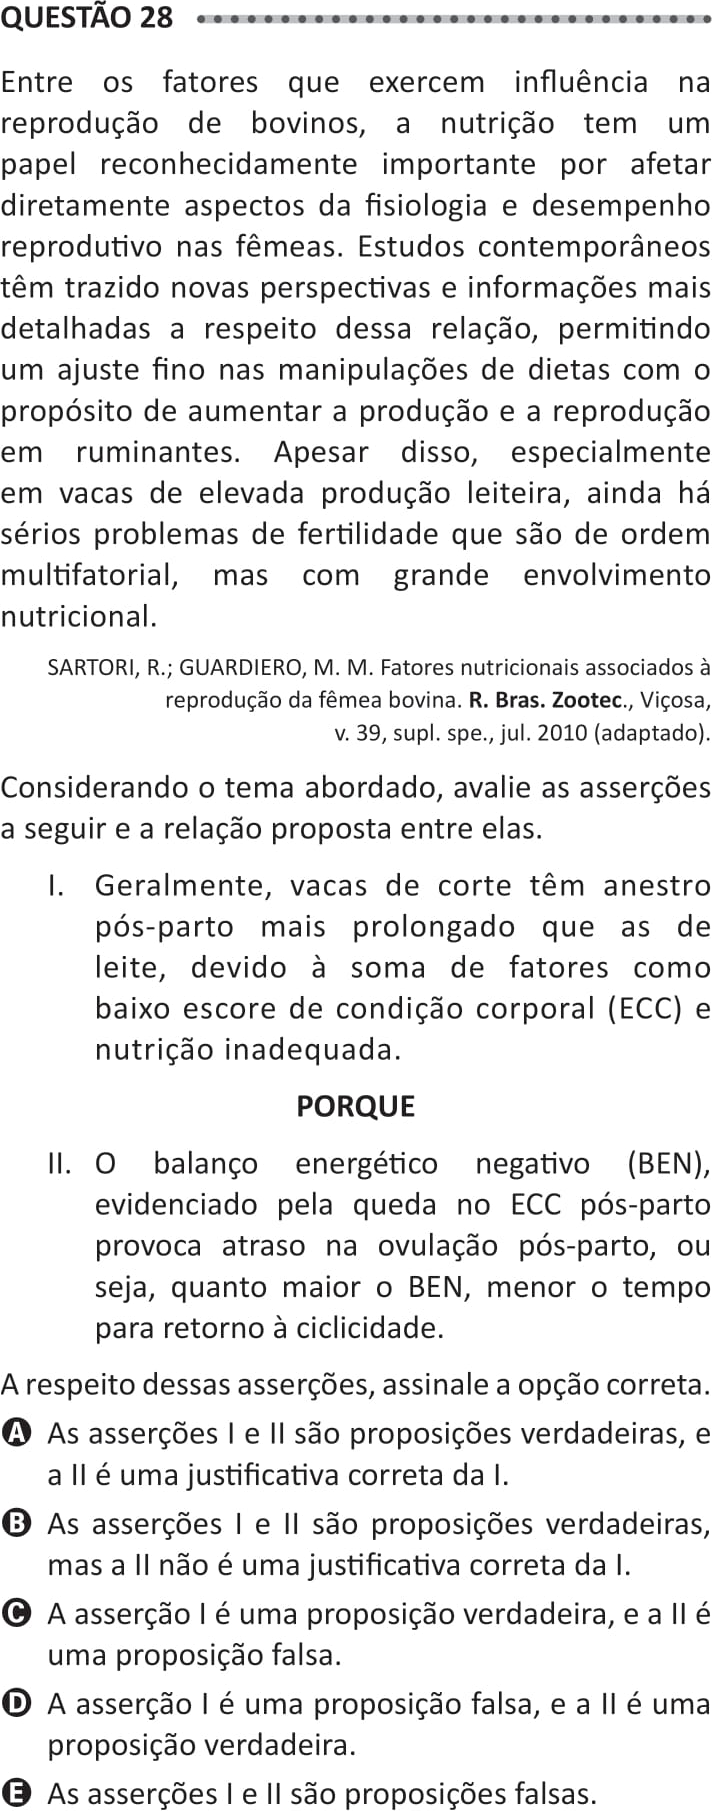 QUESTÃO 28
Entre os fatores que exercem influência na
reprodução de bovinos, a nutrição tem um
papel reconhecidamente importante por afetar
diretamente aspectos da fisiologia e desempenho
reprodutivo nas fêmeas. Estudos contemporâneos
têm trazido novas perspectivas e informações mais
detalhadas a respeito dessa relação, permitindo
um ajuste fino nas manipulações de dietas com o
propósito de aumentar a produção e a reprodução
em ruminantes. Apesar disso, especialmente
em vacas de elevada produção leiteira, ainda há
sérios problemas de fertilidade que são de ordem
multifatorial, mas com grande envolvimento
nutricional.
SARTORI, R.; GUARDIERO, M. M. Fatores nutricionais associados à
reprodução da fêmea bovina. R. Bras. Zootec., Viçosa,
v. 39, supl. spe., jul. 2010 (adaptado).
Considerando o tema abordado, avalie as asserções
a seguir e a relação proposta entre elas.
I. Geralmente, vacas de corte têm anestro
pós-parto mais prolongado que as de
leite, devido à soma de fatores como
baixo escore de condição corporal (ECC) e
nutrição inadequada.
PORQUE
II. O balanço energético negativo (BEN),
evidenciado pela queda no ECC pós-parto
provoca atraso na ovulação pós-parto, ou
seja, quanto maior o BEN, menor o tempo
para retorno à ciclicidade.
A respeito dessas asserções, assinale a opção correta.
A As asserções I e II são proposições verdadeiras, e
a II é uma justificativa correta da I.
B As asserções I e II são proposições verdadeiras,
mas a II não é uma justificativa correta da I.
C A asserção I é uma proposição verdadeira, e a II é
uma proposição falsa.
D A asserção I é uma proposição falsa, e a II é uma
proposição verdadeira.
E As asserções I e II são proposições falsas.